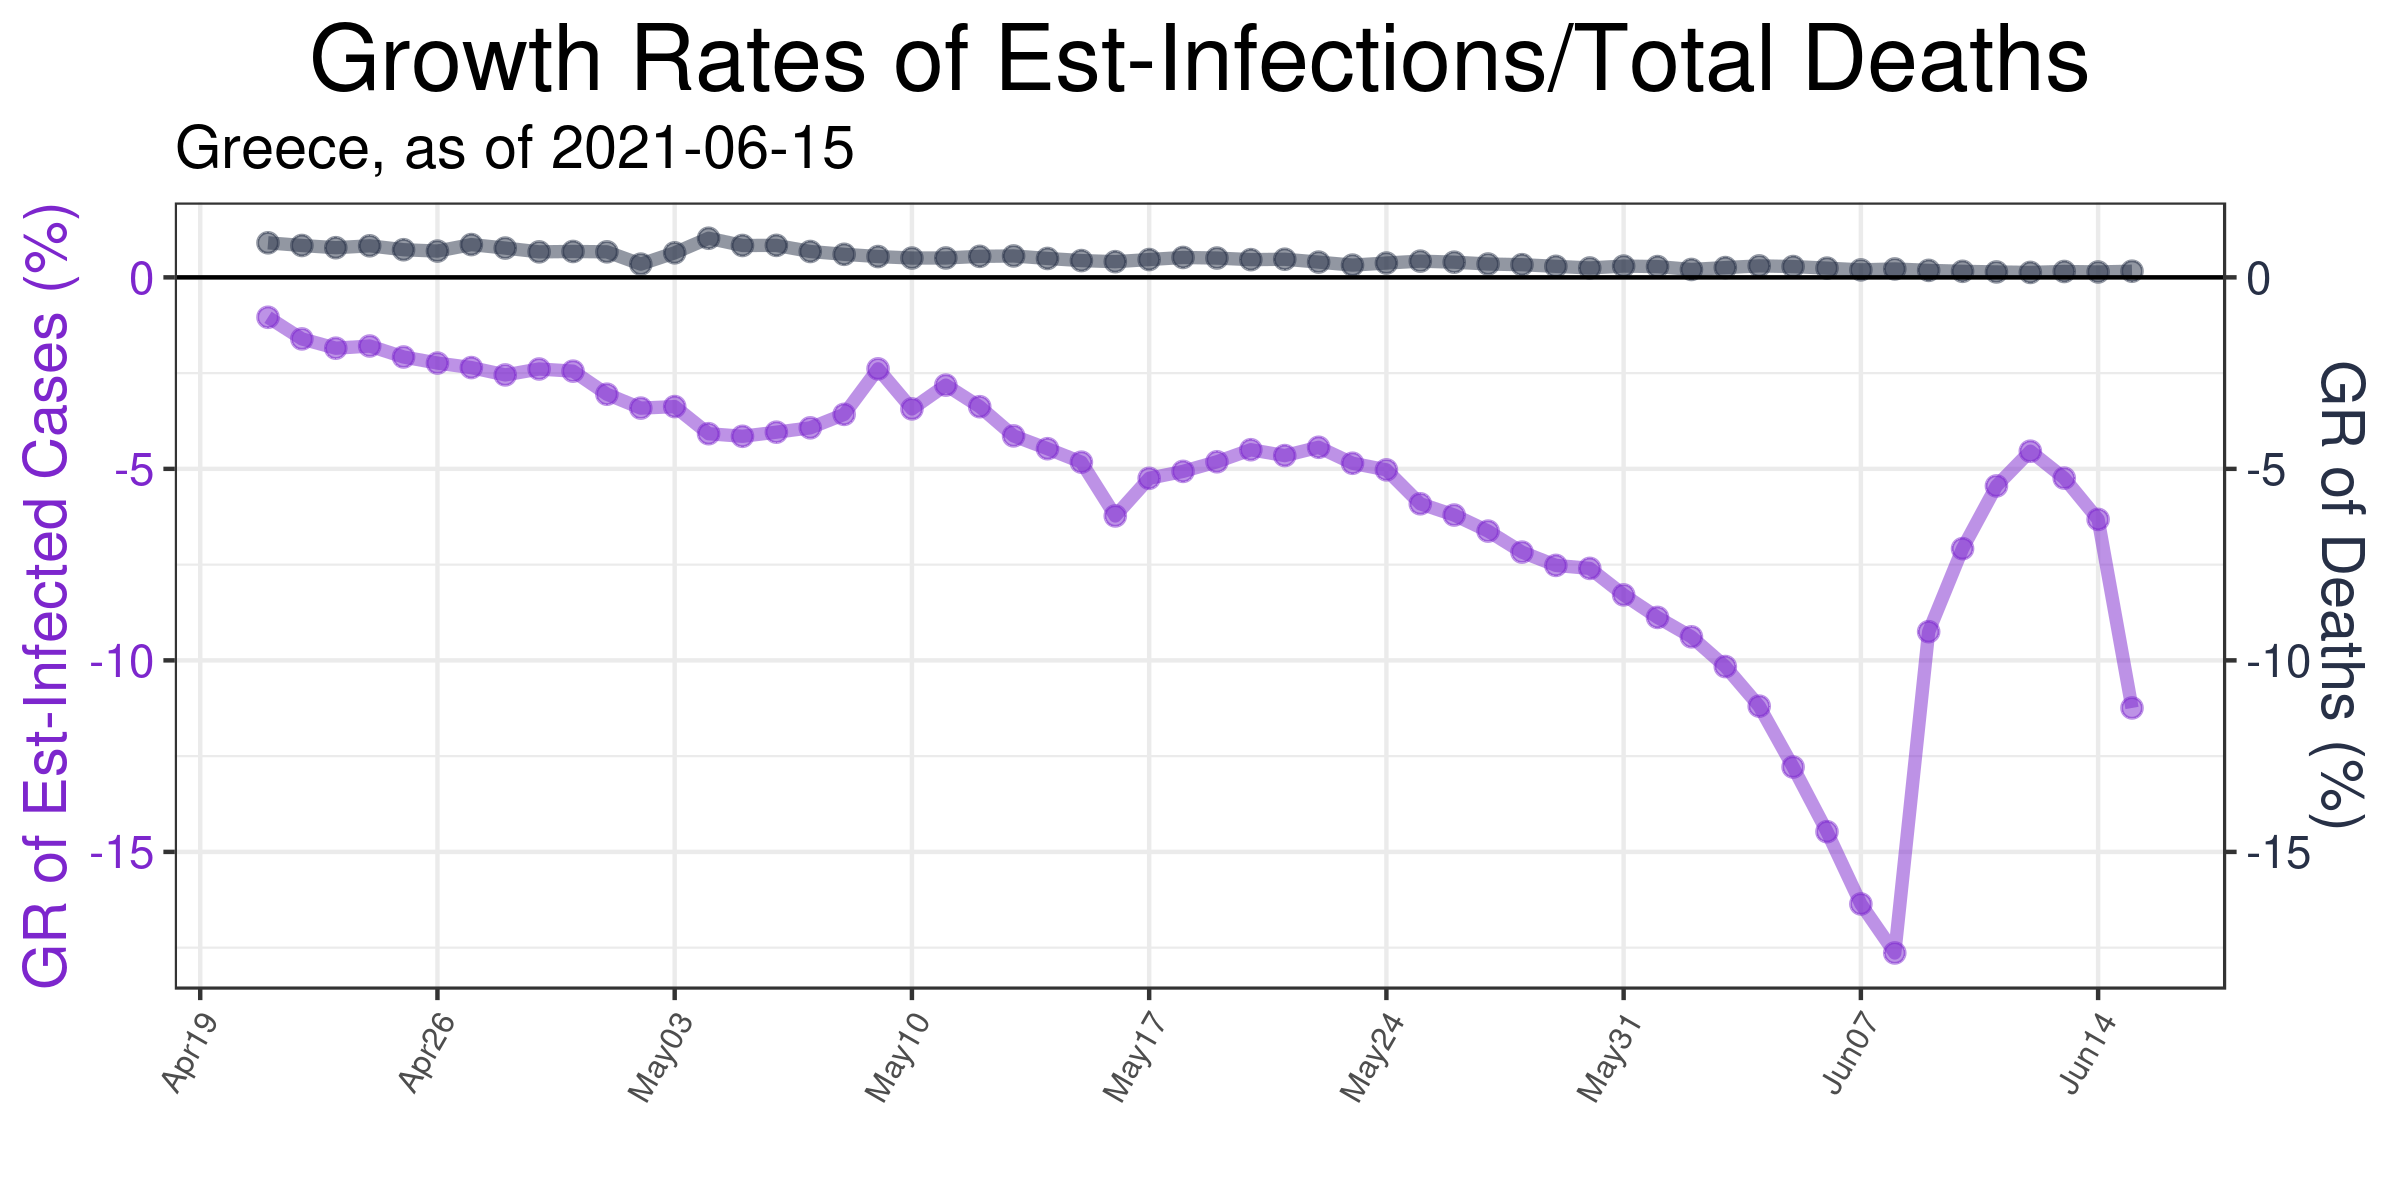 Growth Rates of Est-Infections/Total Deaths
Greece, as of 2021-06-15
GR of Est-Infected Cases (%)
0
-5
-10
-15
0
-5
-10
-15
GR of Deaths (%)
Apr19
Apr26
May03
May10
May17
May24
May31
Jun07
Jun14